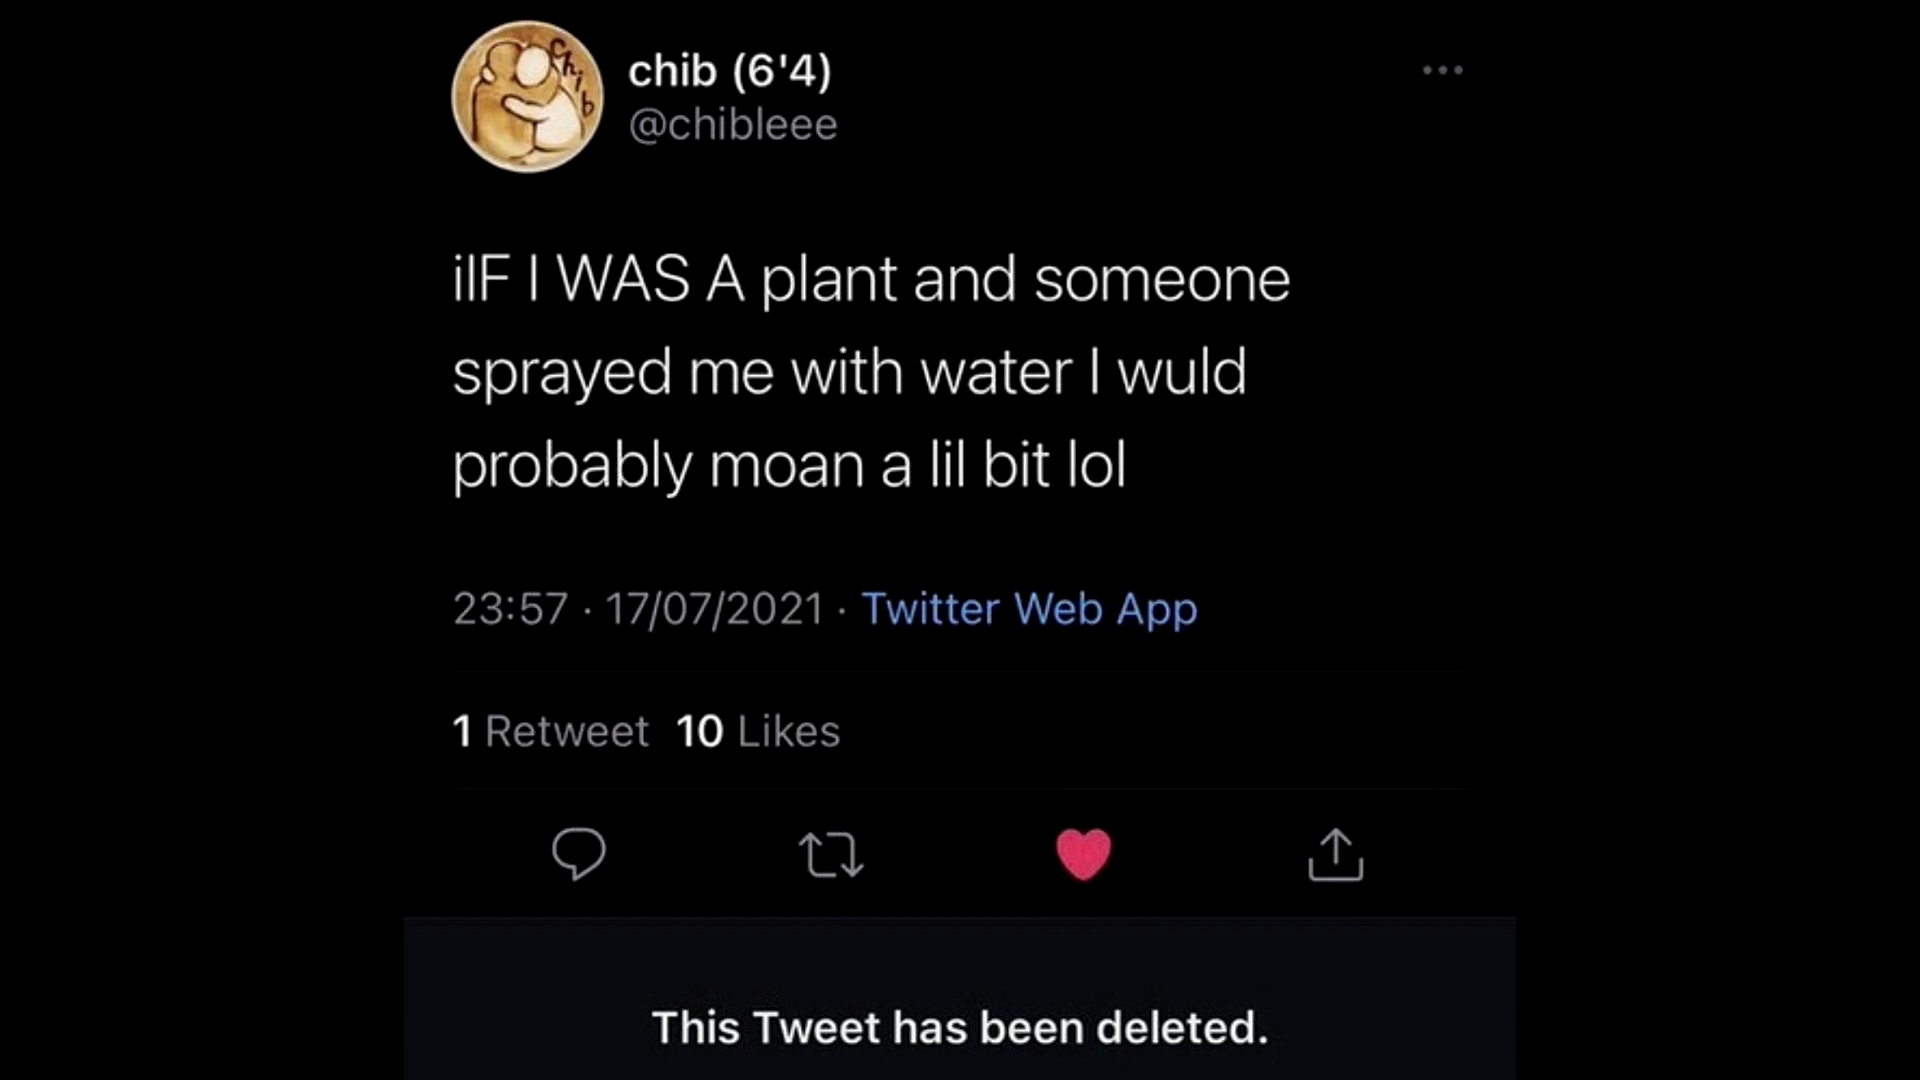 chib
chib (6'4)
@chibleee
iIF I WAS A plant and someone
sprayed me with water I wuld
probably moan a lil bit lol
23:57 · 17/07/2021 · Twitter Web App
1 Retweet 10 Likes
This Tweet has been deleted.